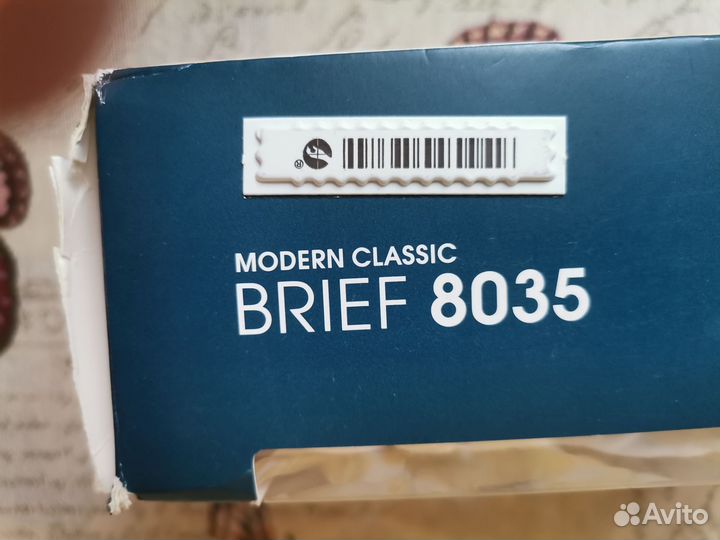 ®
MODERN CLASSIC
BRIEF 8035
Avito